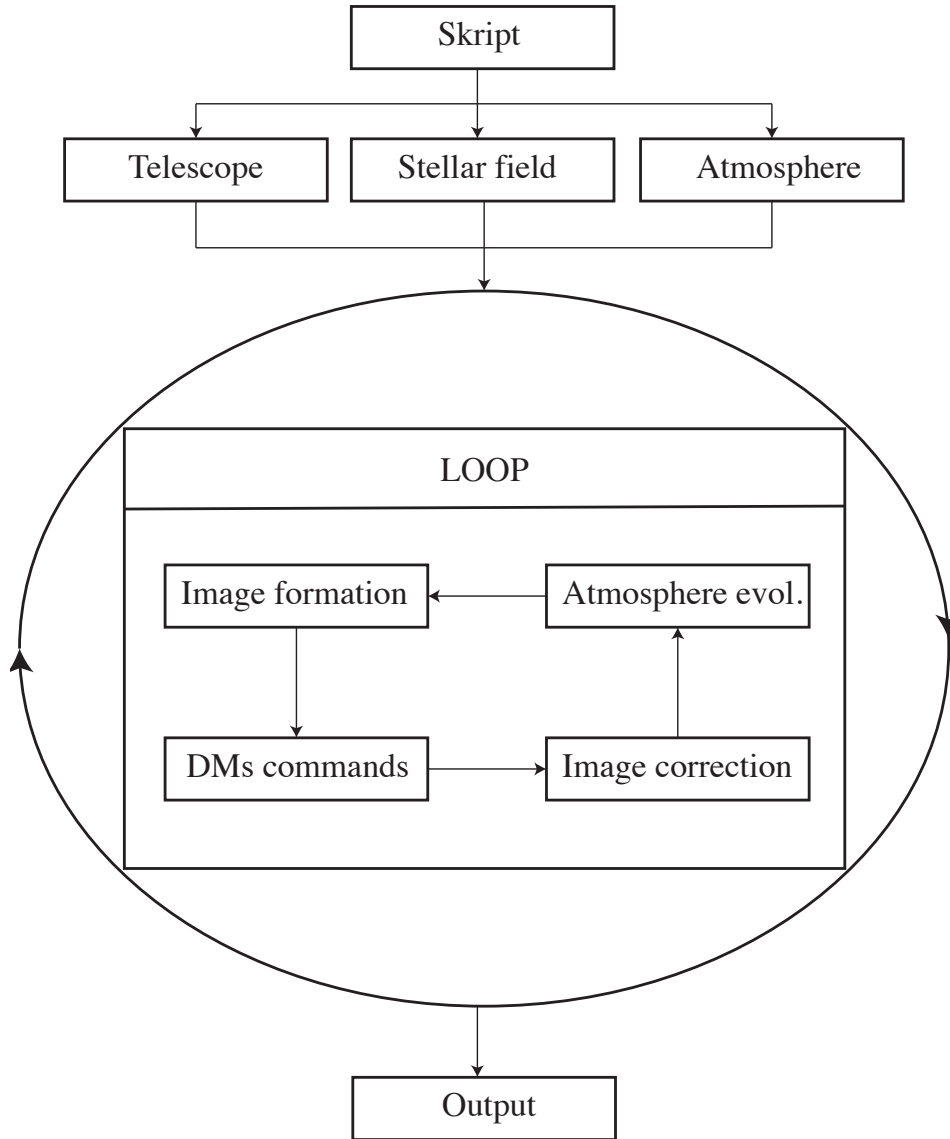 Skript
Telescope
Stellar field
Atmosphere
LOOP
Image formation
Atmosphere evol.
DMs commands
Image correction
Output